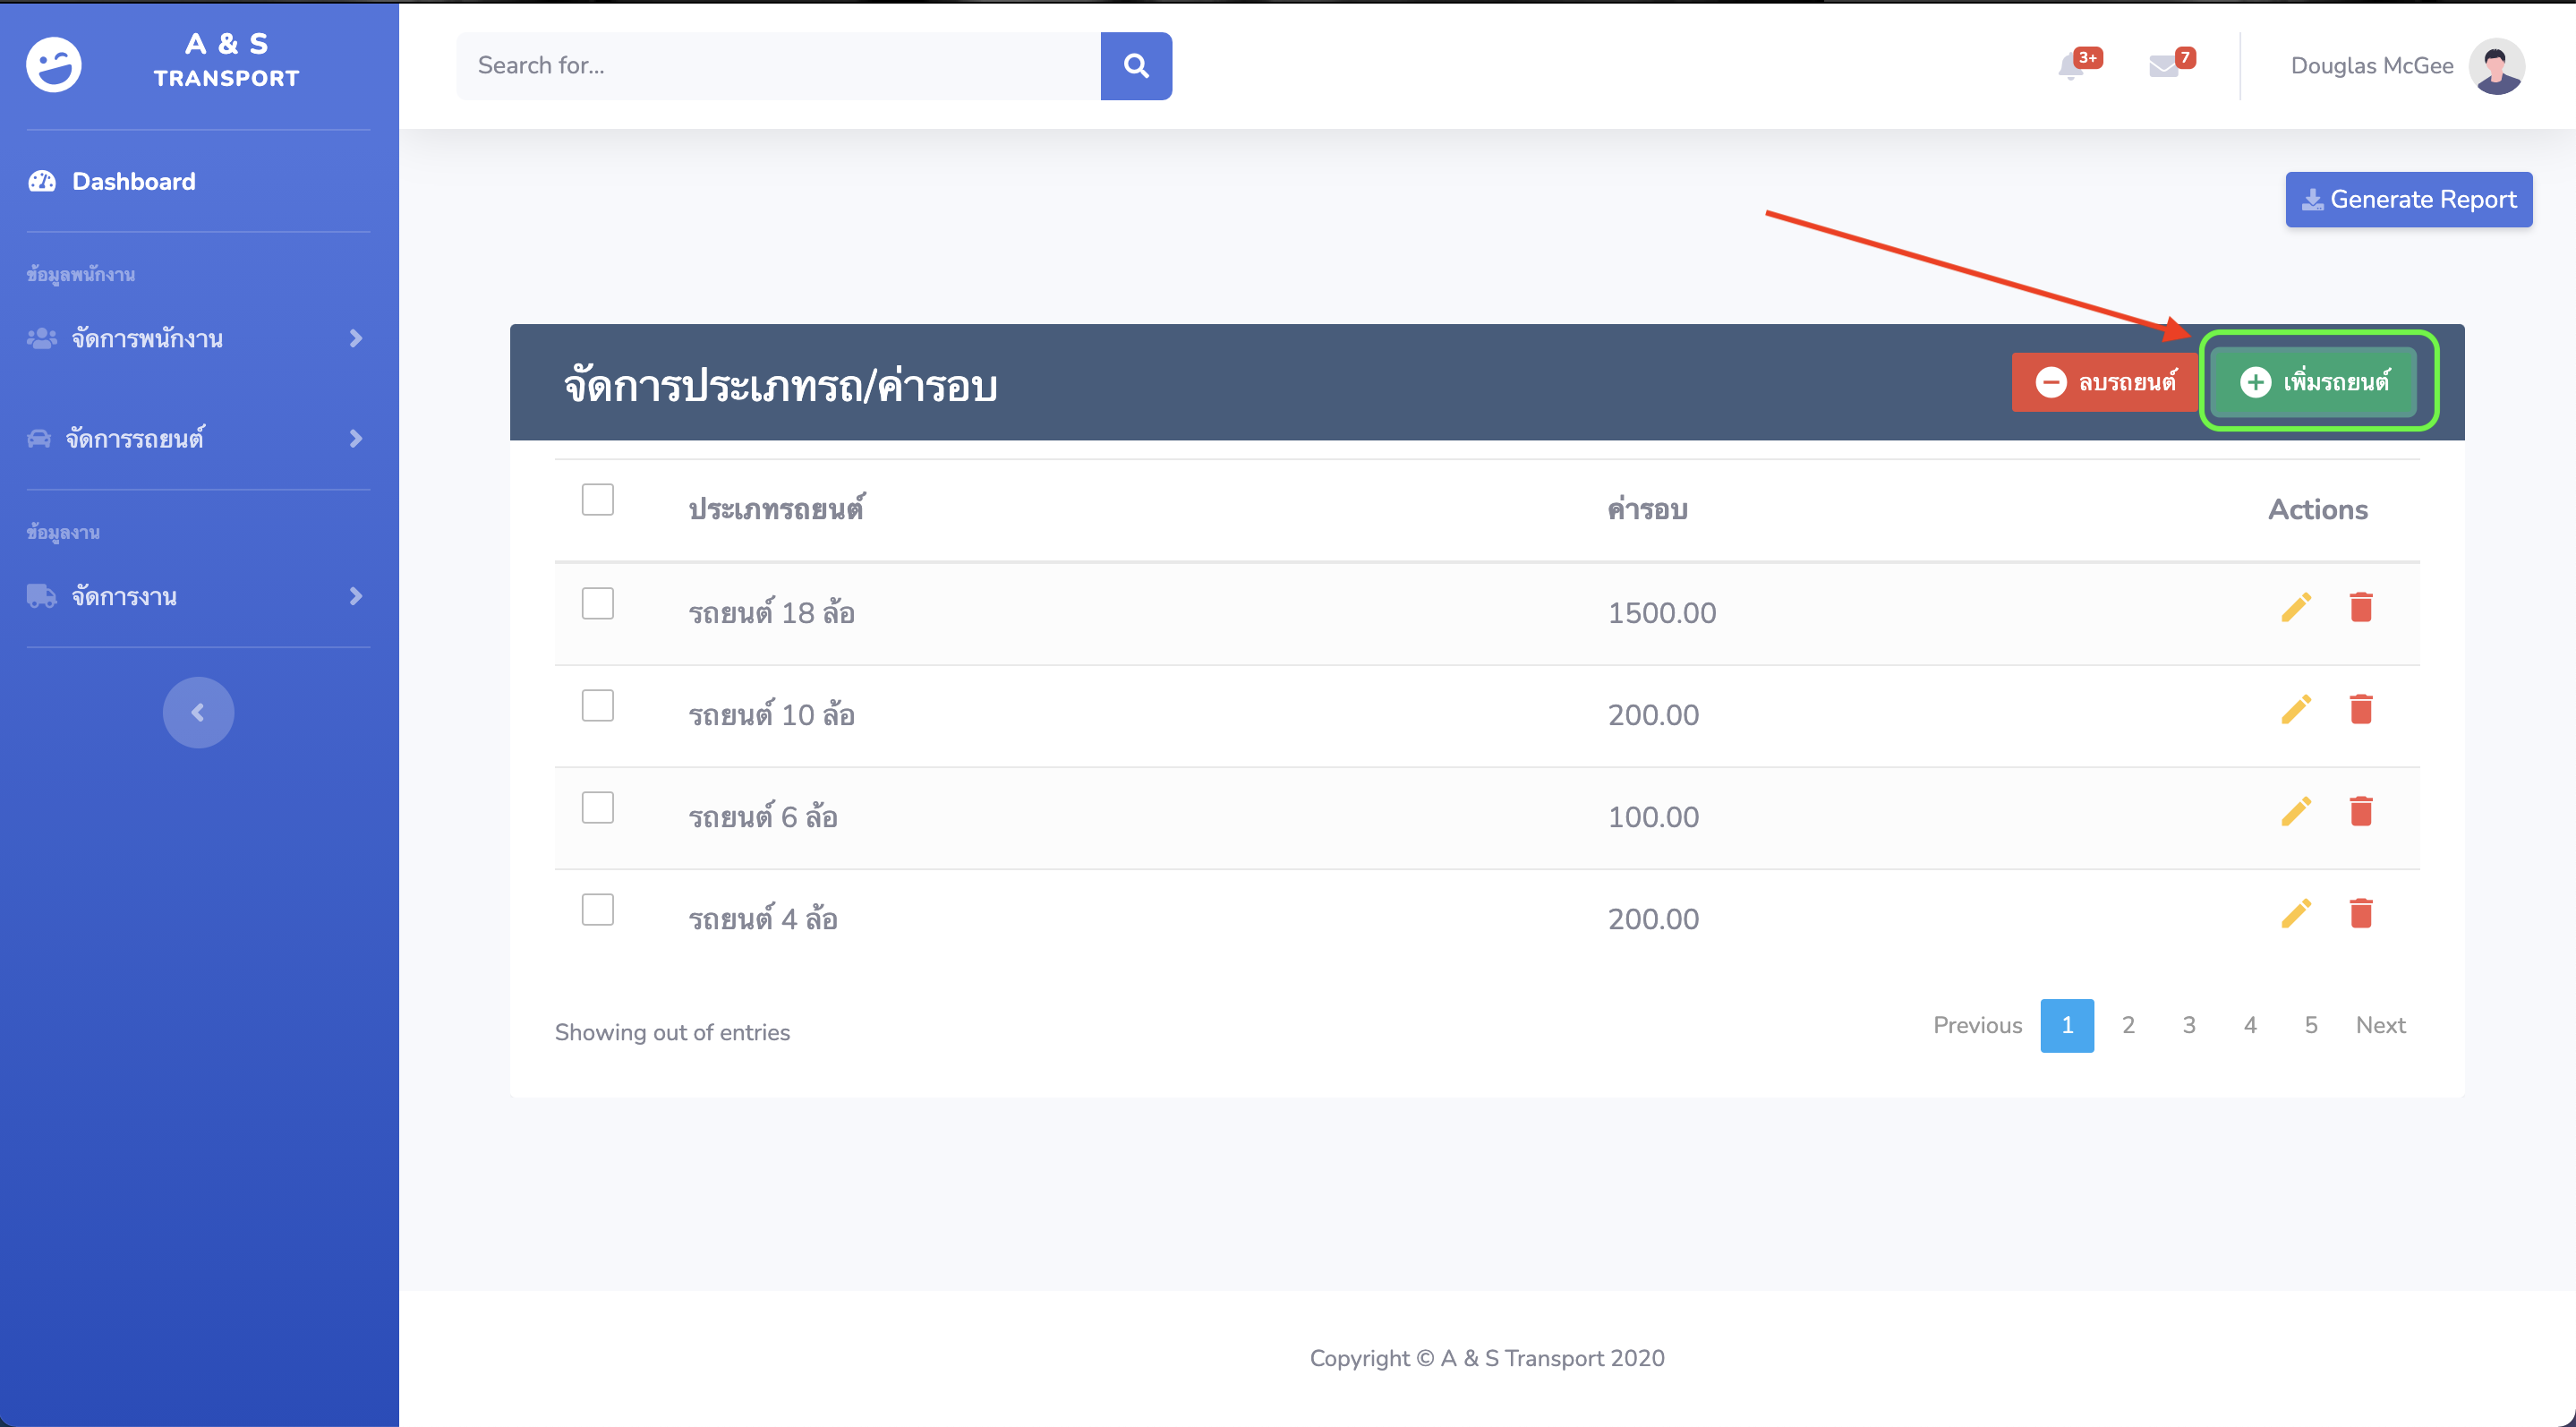 A & S
TRANSPORT
Search for...
3+
7
Douglas McGee
Dashboard
Generate Report
ข้อมูลพนักงาน
จัดการพนักงาน
จัดการรถยนต์
ข้อมูลงาน
จัดการงาน
จัดการประเภทรถ/ค่ารอบ
ลบรถยนต์
เพิ่มรถยนต์
ประเภทรถยนต์ ค่ารอบ Actions
รถยนต์ 18 ล้อ 1500.00
รถยนต์ 10 ล้อ 200.00
รถยนต์ 6 ล้อ 100.00
รถยนต์ 4 ล้อ 200.00
Showing out of entries
Previous 1 2 3 4 5 Next
Copyright © A & S Transport 2020